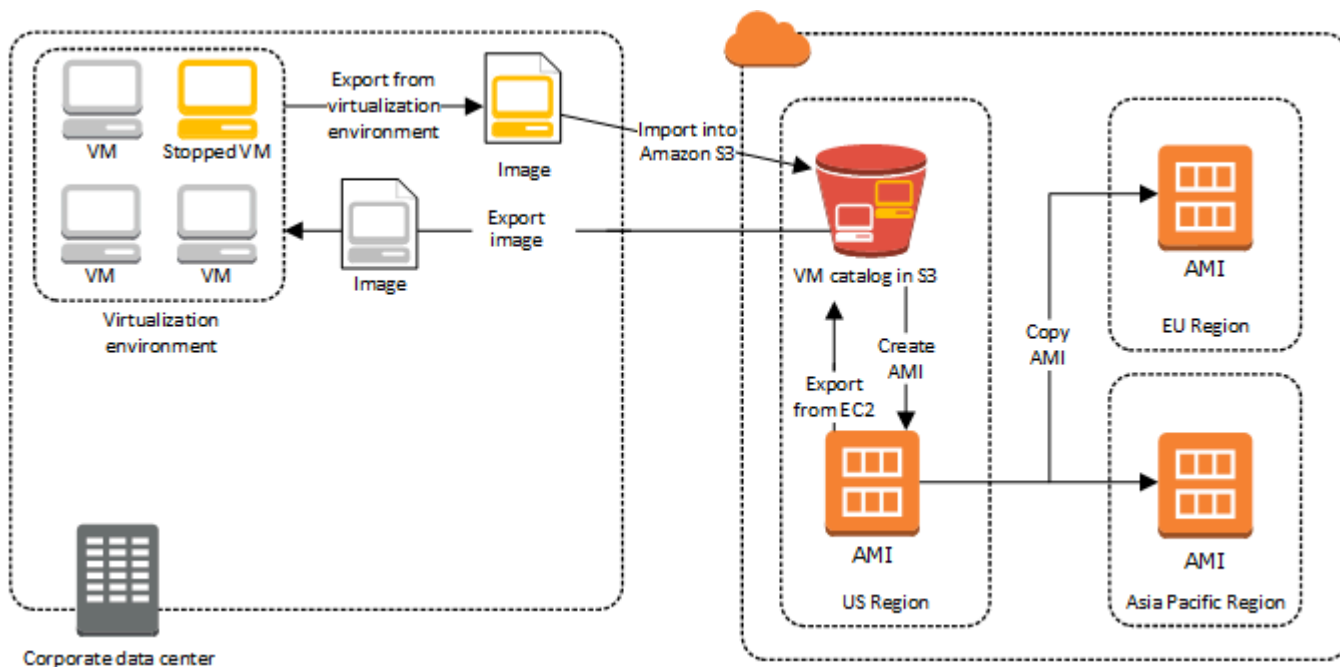 VM
Stopped VM
VM
VM
Virtualization
environment
Export from
virtualization
environment
Image
Export
image
Image
Corporate data center
Import into
Amazon S3
VM catalog in S3
Export
from EC2
Create
AMI
AMI
US Region
Copy
AMI
AMI
EU Region
AMI
Asia Pacific Region